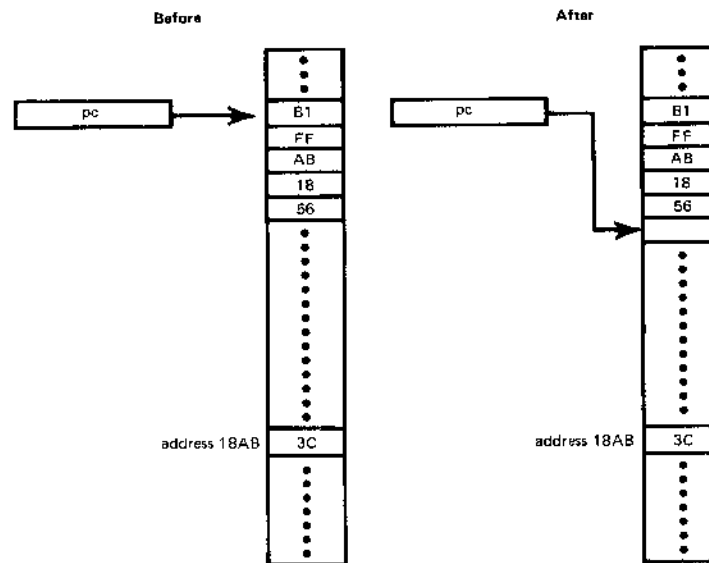 Before
After
pc
B1
FF
AB
18
56
address 18AB
3C
pc
B1
FF
AB
18
56
address 18AB
3C